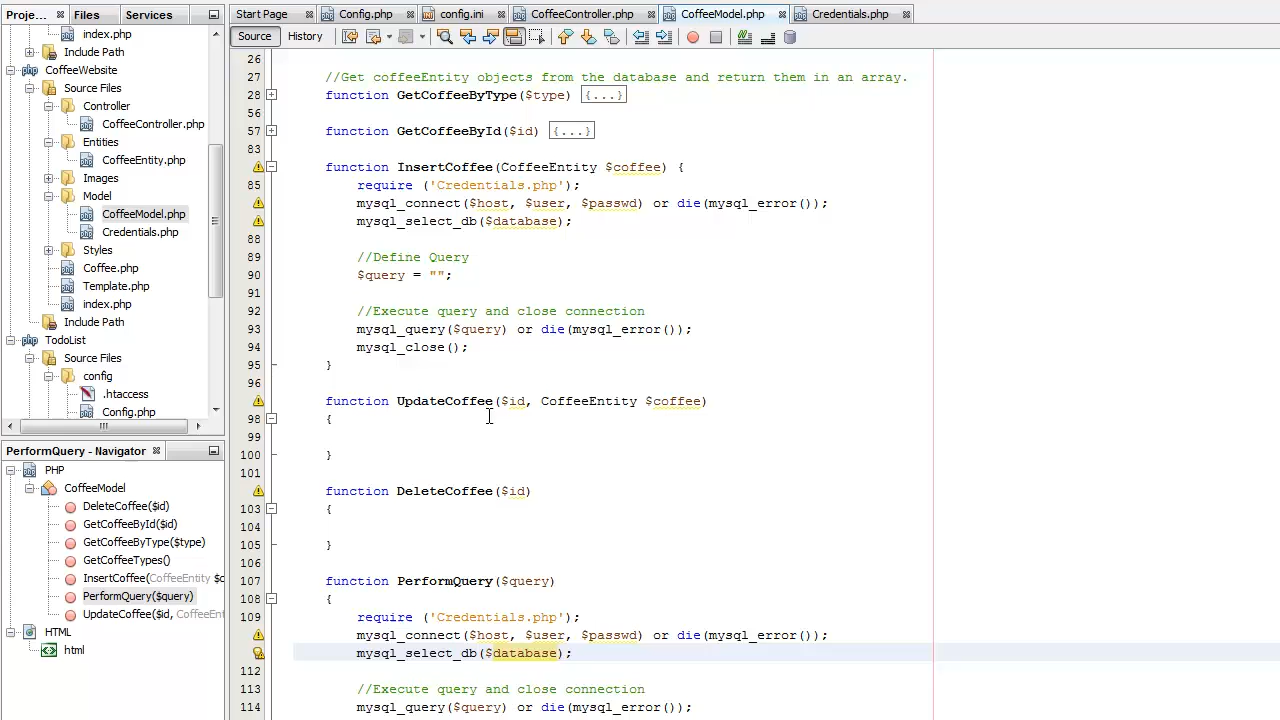 Proje... Files Services
index.php
Include Path
CoffeeWebsite
Source Files
Controller
CoffeeController.php
Entities
CoffeeEntity.php
Images
Model
CoffeeModel.php
Credentials.php
Styles
Coffee.php
Template.php
index.php
Include Path
TodoList
Source Files
config
.htaccess
Config.php
PerformQuery - Navigator
PHP
CoffeeModel
DeleteCoffee($id)
GetCoffeeById($id)
GetCoffeeByType($type)
GetCoffeeTypes()
InsertCoffee(CoffeeEntity $c
PerformQuery($query)
UpdateCoffee($id, CoffeeEnt
HTML
html
Start Page Config.php config.ini CoffeeController.php CoffeeModel.php Credentials.php
Source History
26
27 //Get coffeeEntity objects from the database and return them in an array.
28 function GetCoffeeByType($type) {...}
56
57 function GetCoffeeById($id) {...}
83
function InsertCoffee(CoffeeEntity $coffee) {
85 require ('Credentials.php');
mysql_connect($host, $user, $passwd) or die(mysql_error());
mysql_select_db($database);
88
89 //Define Query
90 $query = "";
91
92 //Execute query and close connection
93 mysql_query($query) or die(mysql_error());
94 mysql_close();
95 }
96
function UpdateCoffee($id, CoffeeEntity $coffee)
98 {
99
100 }
101
function DeleteCoffee($id)
103 {
104
105 }
106
107 function PerformQuery($query)
108 {
109 require ('Credentials.php');
mysql_connect($host, $user, $passwd) or die(mysql_error());
mysql_select_db($database);
112
113 //Execute query and close connection
114 mysql_query($query) or die(mysql_error());